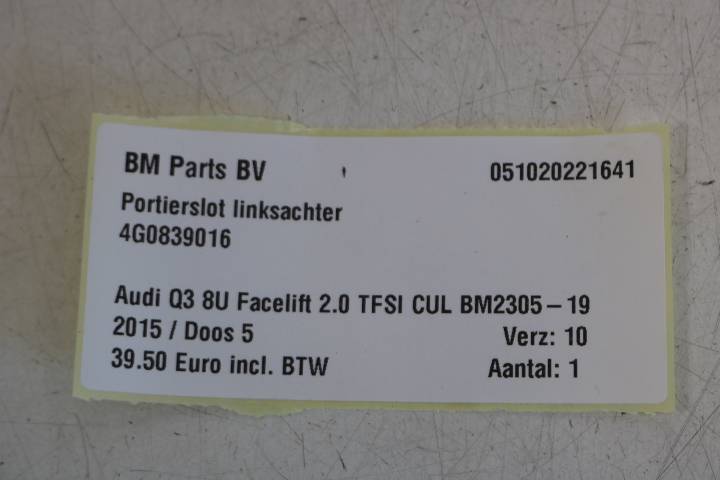 BM Parts BV 051020221641
Portierslot linksachter
4G0839016
Audi Q3 8U Facelift 2.0 TFSI CUL BM2305-19
2015 / Doos 5 Verz: 10
39.50 Euro incl. BTW Aantal: 1